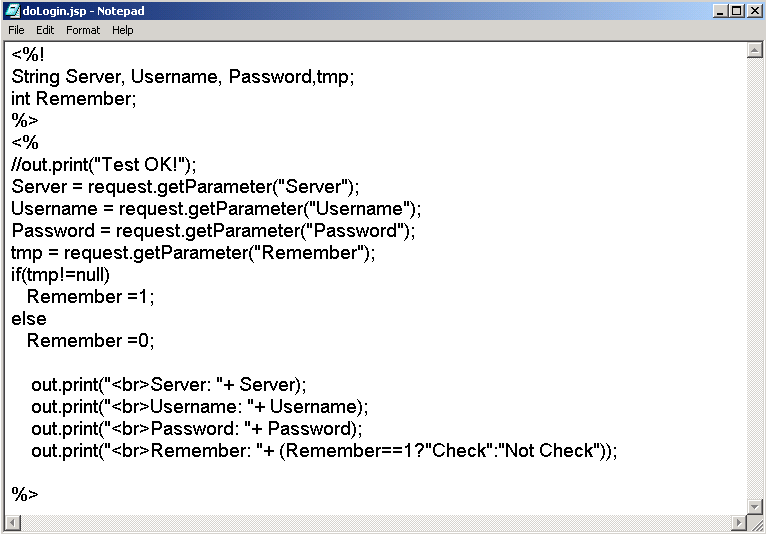 doLogin.jsp - Notepad
File Edit Format Help
<%!
String Server, Username, Password,tmp;
int Remember;
%>
<%
//out.print("Test OK!");
Server = request.getParameter("Server");
Username = request.getParameter("Username");
Password = request.getParameter("Password");
tmp = request.getParameter("Remember");
if(tmp!=null)
   Remember =1;
else
   Remember =0;

    out.print("<br>Server: "+ Server);
    out.print("<br>Username: "+ Username);
    out.print("<br>Password: "+ Password);
    out.print("<br>Remember: "+ (Remember==1?"Check":"Not Check"));

%>